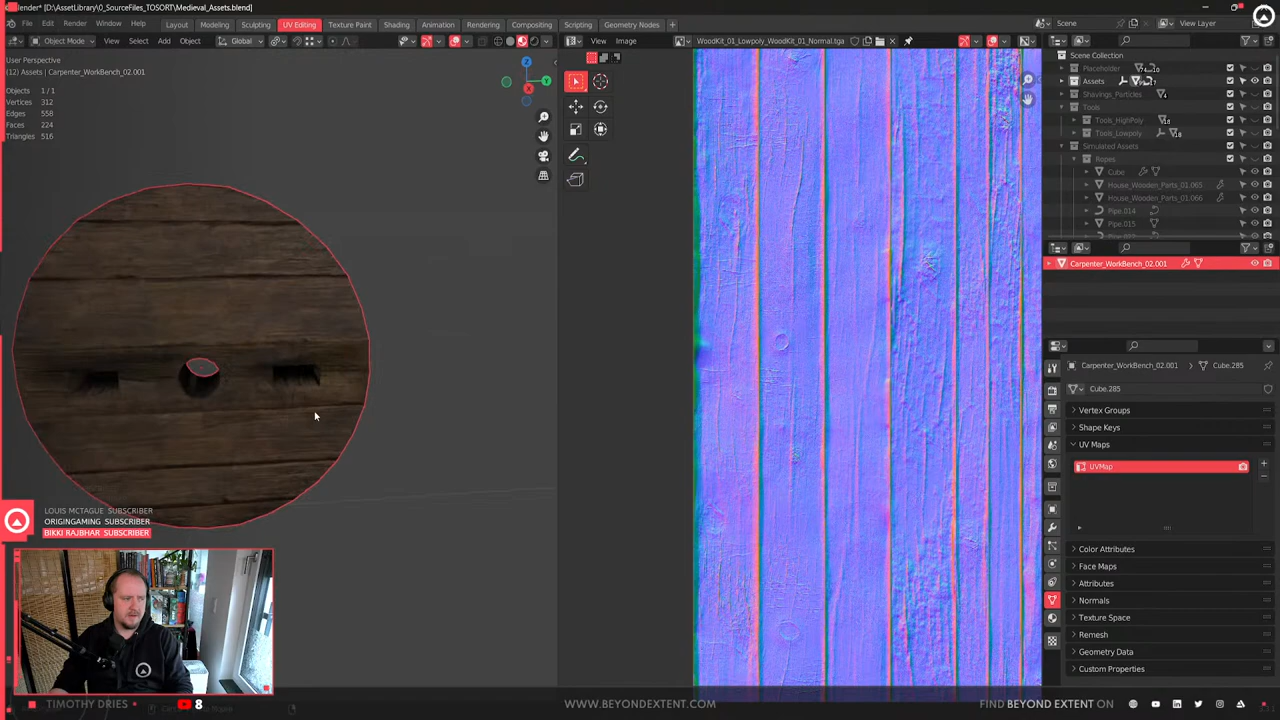 ender* [D:\AssetLibrary\0_SourceFiles_TOSORT\Medieval_Assets.blend]
File Edit Render Window Help
Layout Modeling Sculpting UV Editing Texture Paint Shading Animation Rendering Compositing Scripting Geometry Nodes
Scene
View Layer
Object Mode View Select Add Object Global
View Image
WoodKit_01_Lowpoly_WoodKit_01_Normal.tga
User Perspective
(12) Assets | Carpenter_WorkBench_02.001
Objects 1/1
Vertices 312
Edges 558
Faces 224
Triangles 516
Scene Collection
Placeholder
Assets
Shavings_Particles
Tools
Tools_HighPoly
Tools_Lowpoly
Simulated Assets
Ropes
Cube
House_Wooden_Parts_01.065
House_Wooden_Parts_01.066
Pipe.014
Pipe.015
Carpenter_WorkBench_02.001
Carpenter_WorkBench_02.001 Cube.285
Cube.285
Vertex Groups
Shape Keys
UV Maps
UVMap
Color Attributes
Face Maps
Attributes
Normals
Texture Space
Remesh
Geometry Data
Custom Properties
LOUIS MCTAGUE SUBSCRIBER
ORIGINGAMING SUBSCRIBER
BIKKI RAJBHAR SUBSCRIBER
TIMOTHY DRIES 8 WWW.BEYONDEXTENT.COM FIND BEYOND EXTENT ON